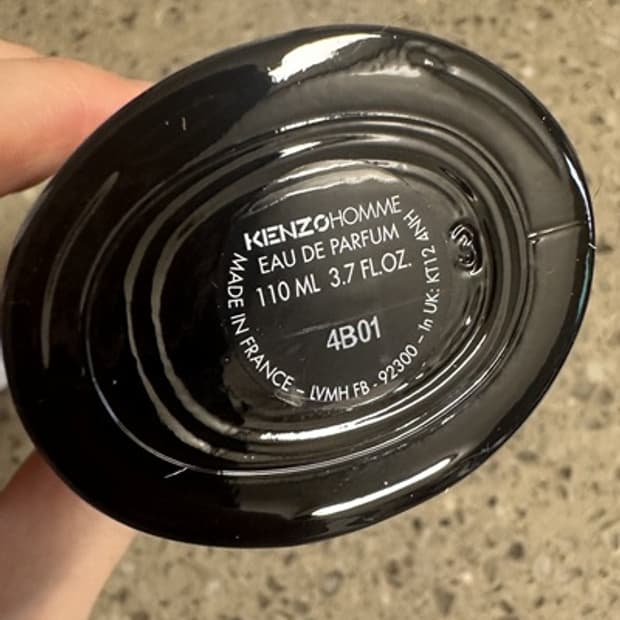 KENZOHOMME
EAU DE PARFUM
110 ML 3.7 FL.OZ.
4B01
MADE IN FRANCE – LVMH FB - 92300 – In UK: KT12 4NH
3